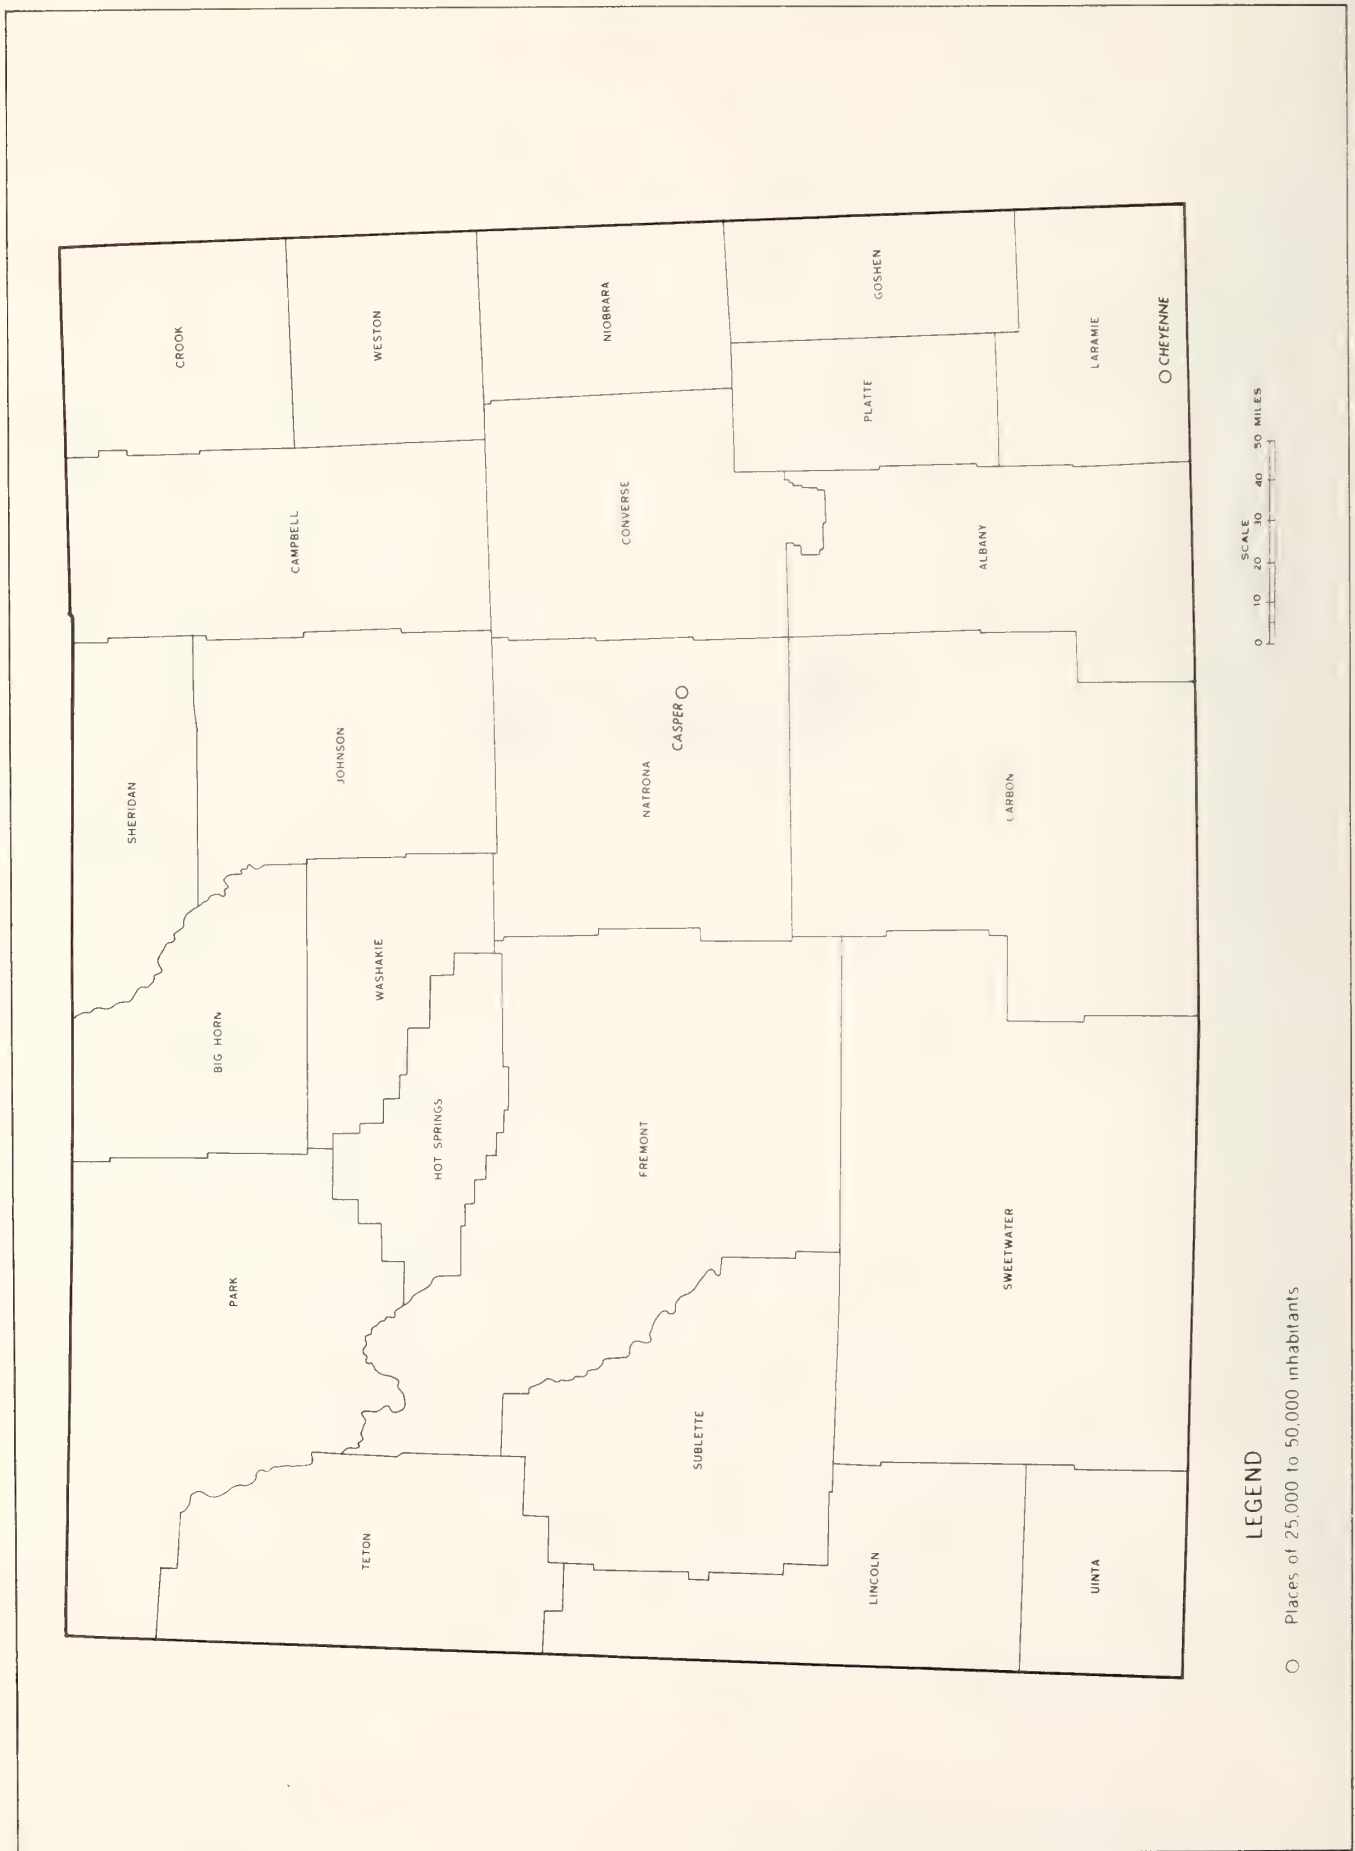 PARK
SHERIDAN
CROOK
BIG HORN
CAMPBELL
TETON
JOHNSON
WESTON
WASHAKIE
HOT SPRINGS
FREMONT
NATRONA
CASPER
CONVERSE
NIOBRARA
SUBLETTE
PLATTE
GOSHEN
LINCOLN
SWEETWATER
CARBON
ALBANY
LARAMIE
UINTA
CHEYENNE
SCALE
0 10 20 30 40 50 MILES
LEGEND
Places of 25,000 to 50,000 inhabitants